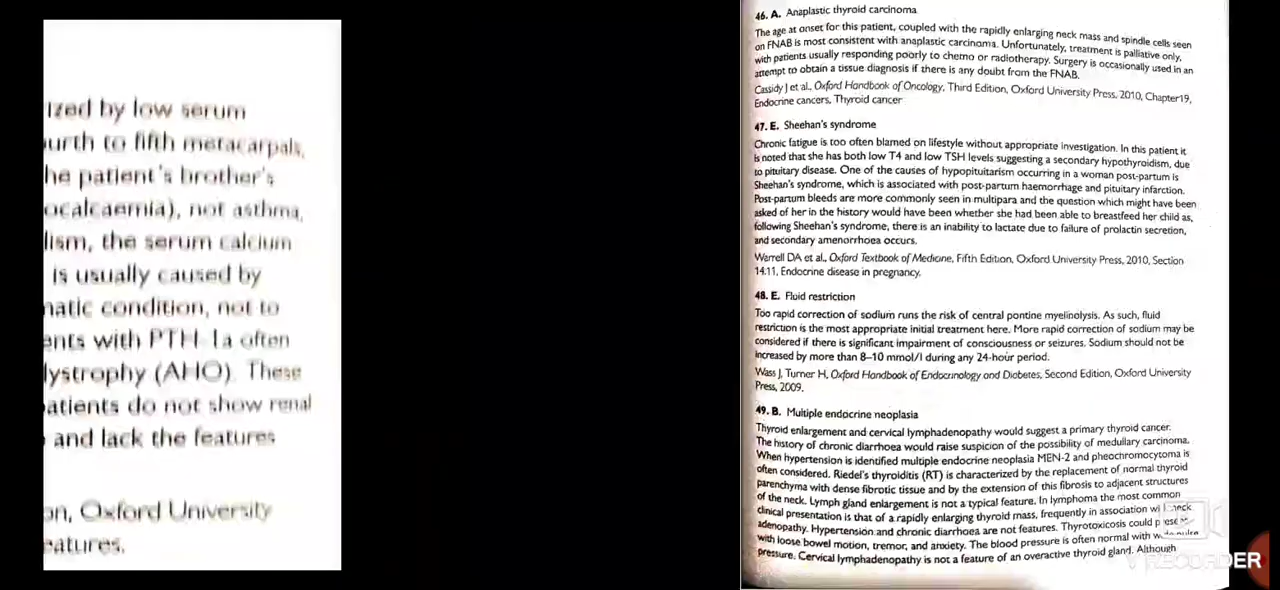 ized by low serum
urth to fifth metacarpals,
he patient's brother's
ocalcaemia), not asthma,
lism, the serum calcium
is usually caused by
natic condition, not to
ents with PTH 1a often
lystrophy (AHO). These
atients do not show renal
and lack the features
on, Oxford University
eatures.
46. A. Anaplastic thyroid carcinoma
The age at onset for this patient, coupled with the rapidly enlarging neck mass and spindle cells seen
on FNAB is most consistent with anaplastic carcinoma. Unfortunately, treatment is palliative only,
with patients usually responding poorly to chemo or radiotherapy. Surgery is occasionally used in an
attempt to obtain a tissue diagnosis if there is any doubt from the FNAB.
Cassidy J et al., Oxford Handbook of Oncology, Third Edition, Oxford University Press, 2010, Chapter19,
Endocrine cancers, Thyroid cancer
47. E. Sheehan's syndrome
Chronic fatigue is too often blamed on lifestyle without appropriate investigation. In this patient it
is noted that she has both low T4 and low TSH levels suggesting a secondary hypothyroidism, due
to pituitary disease. One of the causes of hypopituitarism occurring in a woman post-partum is
Sheehan's syndrome, which is associated with post-partum haemorrhage and pituitary infarction.
Post-partum bleeds are more commonly seen in multipara and the question which might have been
asked of her in the history would have been whether she had been able to breastfeed her child as,
following Sheehan's syndrome, there is an inability to lactate due to failure of prolactin secretion,
and secondary amenorrhoea occurs.
Warrell DA et al., Oxford Textbook of Medicine, Fifth Edition, Oxford University Press, 2010, Section
14.11, Endocrine disease in pregnancy.
48. E. Fluid restriction
Too rapid correction of sodium runs the risk of central pontine myelinolysis. As such, fluid
restriction is the most appropriate initial treatment here. More rapid correction of sodium may be
considered if there is significant impairment of consciousness or seizures. Sodium should not be
increased by more than 8–10 mmol/l during any 24-hour period.
Wass J, Turner H, Oxford Handbook of Endocrinology and Diabetes, Second Edition, Oxford University
Press, 2009.
49. B. Multiple endocrine neoplasia
Thyroid enlargement and cervical lymphadenopathy would suggest a primary thyroid cancer.
The history of chronic diarrhoea would raise suspicion of the possibility of medullary carcinoma.
When hypertension is identified multiple endocrine neoplasia MEN-2 and pheochromocytoma is
often considered. Riedel's thyroiditis (RT) is characterized by the replacement of normal thyroid
parenchyma with dense fibrotic tissue and by the extension of this fibrosis to adjacent structures
of the neck. Lymph gland enlargement is not a typical feature. In lymphoma the most common
clinical presentation is that of a rapidly enlarging thyroid mass, frequently in association wi neck
adenopathy. Hypertension and chronic diarrhoea are not features. Thyrotoxicosis could
with loose bowel motion, tremor, and anxiety. The blood pressure is often normal with
pressure. Cervical lymphadenopathy is not a feature of an overactive thyroid gland. Although
RECORDER